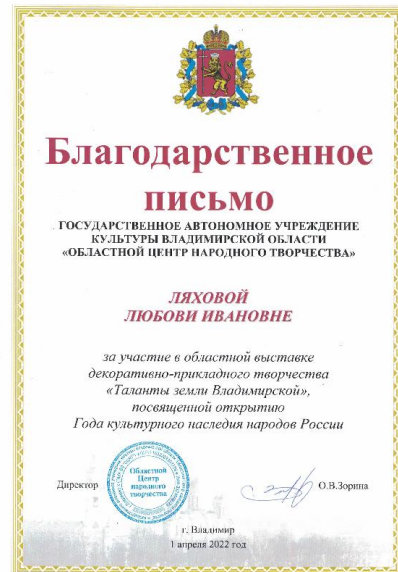 Благодарственное
письмо
ГОСУДАРСТВЕННОЕ АВТОНОМНОЕ УЧРЕЖДЕНИЕ
КУЛЬТУРЫ ВЛАДИМИРСКОЙ ОБЛАСТИ
«ОБЛАСТНОЙ ЦЕНТР НАРОДНОГО ТВОРЧЕСТВА»
ЛЯХОВОЙ
ЛЮБОВИ ИВАНОВНЕ
за участие в областной выставке
декоративно-прикладного творчества
«Таланты земли Владимирской»,
посвященной открытию
Года культурного наследия народов России
Областной
Центр
народного
творчества
Директор
О.В.Зорина
г. Владимир
1 апреля 2022 год